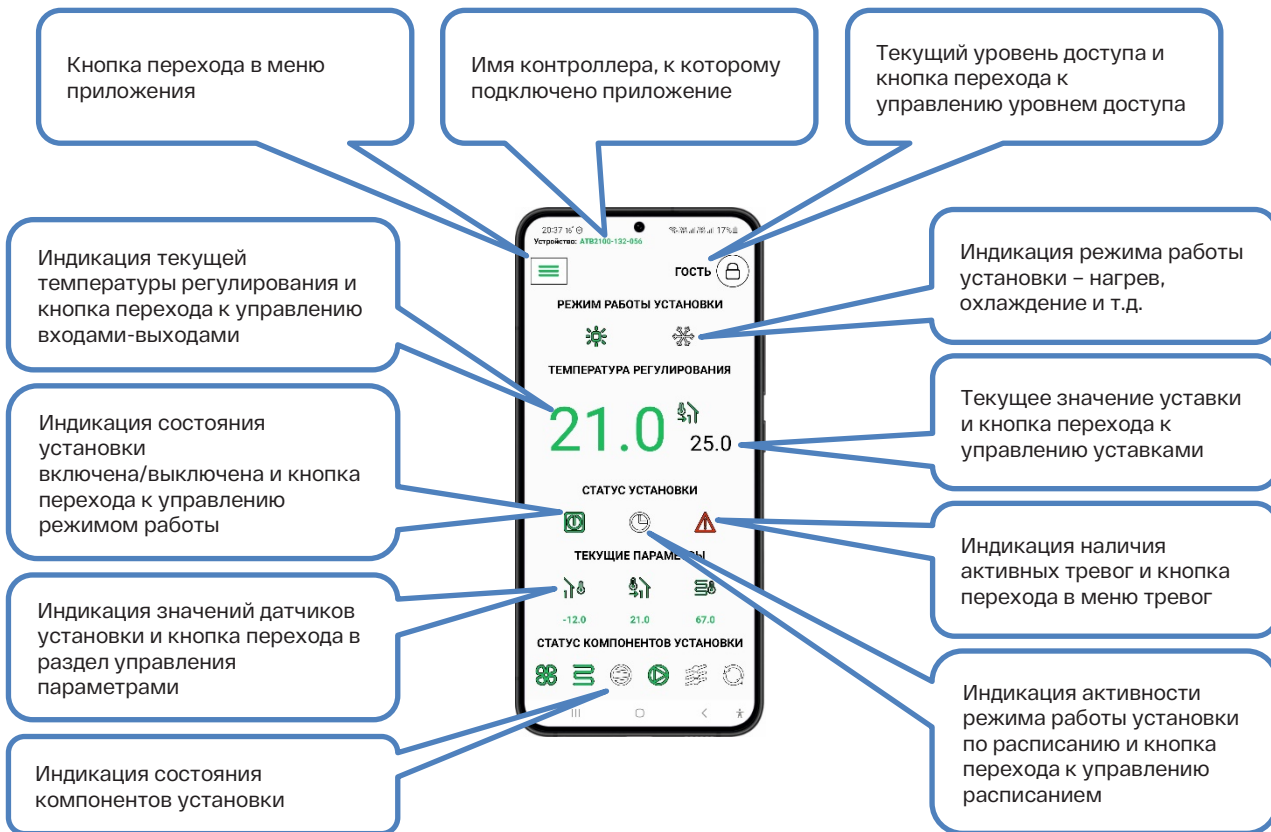 Кнопка перехода в меню
приложения
Имя контроллера, к которому
подключено приложение
Текущий уровень доступа и
кнопка перехода к
управлению уровнем доступа
Индикация текущей
температуры регулирования и
кнопка перехода к управлению
входами-выходами
Индикация состояния
установки
включена/выключена и кнопка
перехода к управлению
режимом работы
Индикация значений датчиков
установки и кнопка перехода в
раздел управления
параметрами
Индикация состояния
компонентов установки
20:37
17%
Устройство: ATB2100-132-056
ГОСТЬ
РЕЖИМ РАБОТЫ УСТАНОВКИ
ТЕМПЕРАТУРА РЕГУЛИРОВАНИЯ
21.0
25.0
СТАТУС УСТАНОВКИ
ТЕКУЩИЕ ПАРАМЕТРЫ
-12.0 21.0 67.0
СТАТУС КОМПОНЕНТОВ УСТАНОВКИ
Индикация режима работы
установки – нагрев,
охлаждение и т.д.
Текущее значение уставки
и кнопка перехода к
управлению уставками
Индикация наличия
активных тревог и кнопка
перехода в меню тревог
Индикация активности
режима работы установки
по расписанию и кнопка
перехода к управлению
расписанием